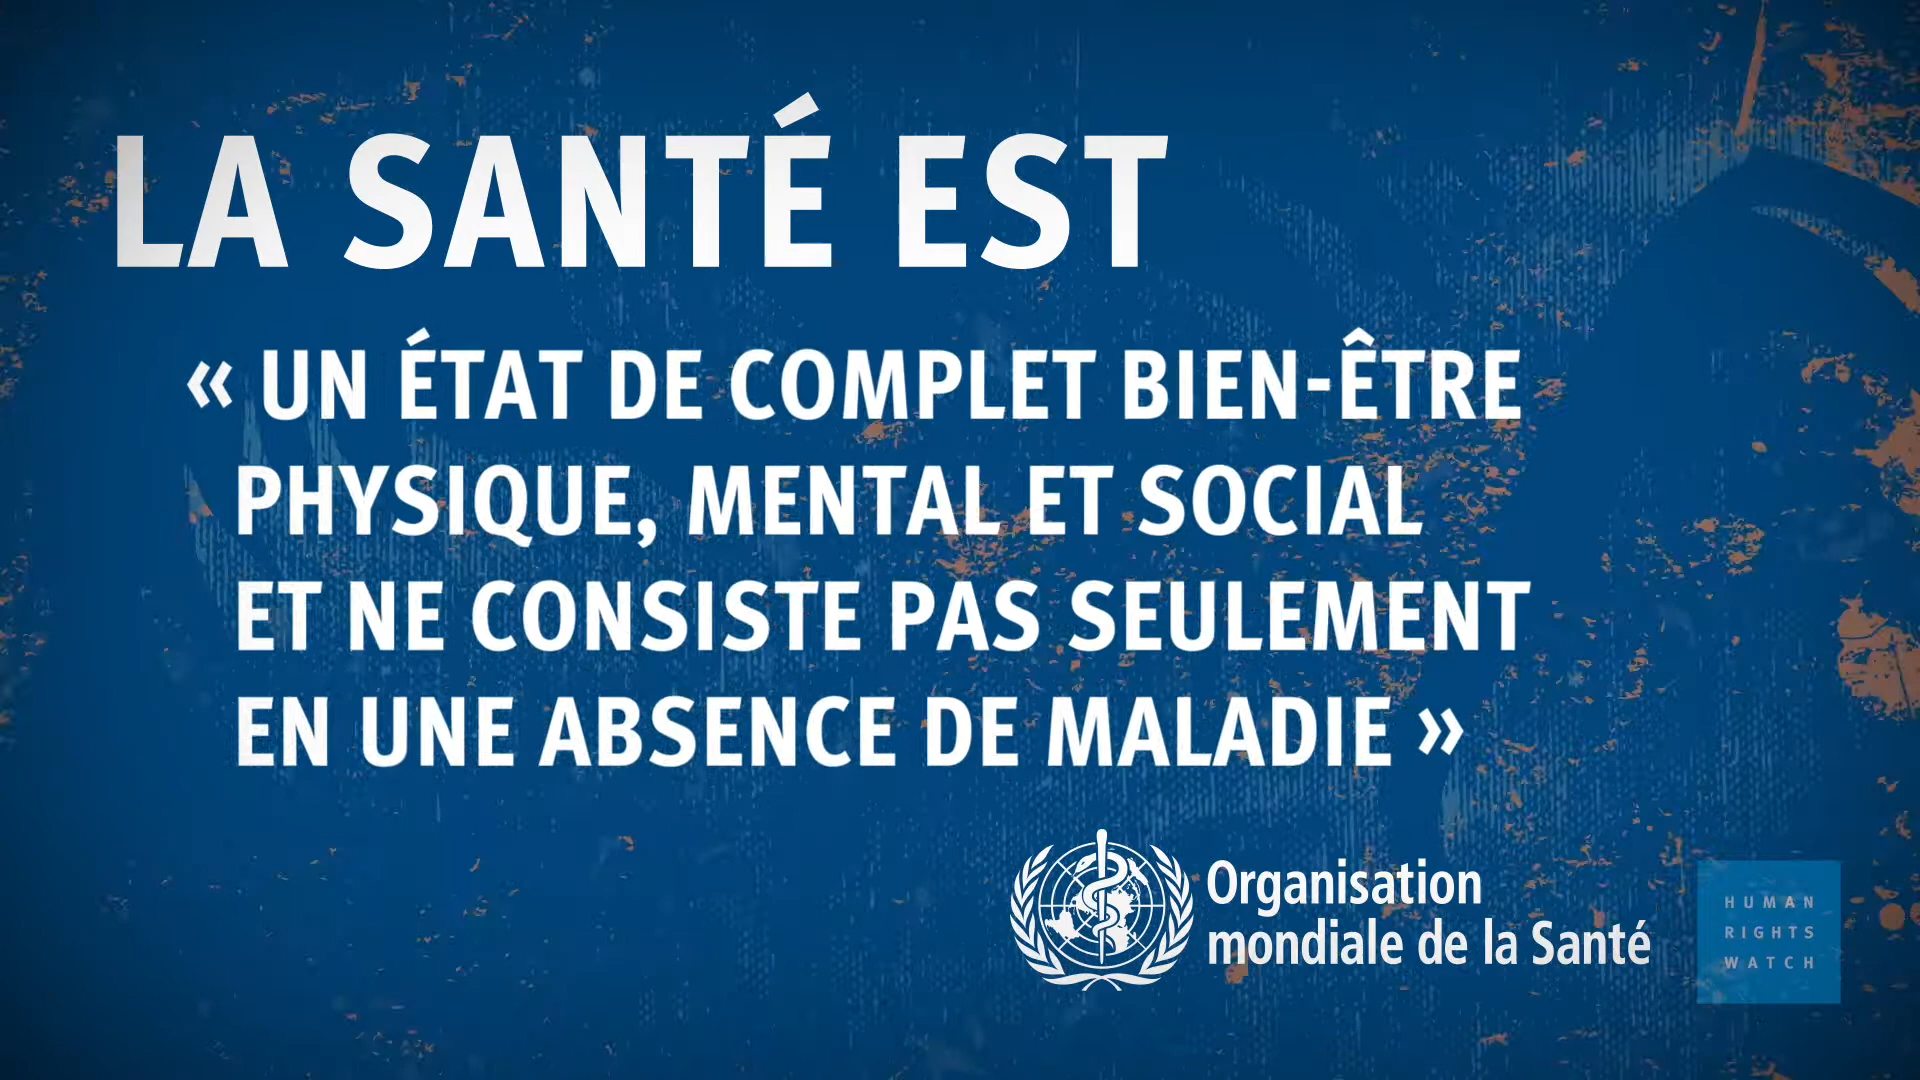 LA SANTÉ EST
« UN ÉTAT DE COMPLET BIEN-ÊTRE
PHYSIQUE, MENTAL ET SOCIAL
ET NE CONSISTE PAS SEULEMENT
EN UNE ABSENCE DE MALADIE »
Organisation
mondiale de la Santé
HUMAN
RIGHTS
WATCH